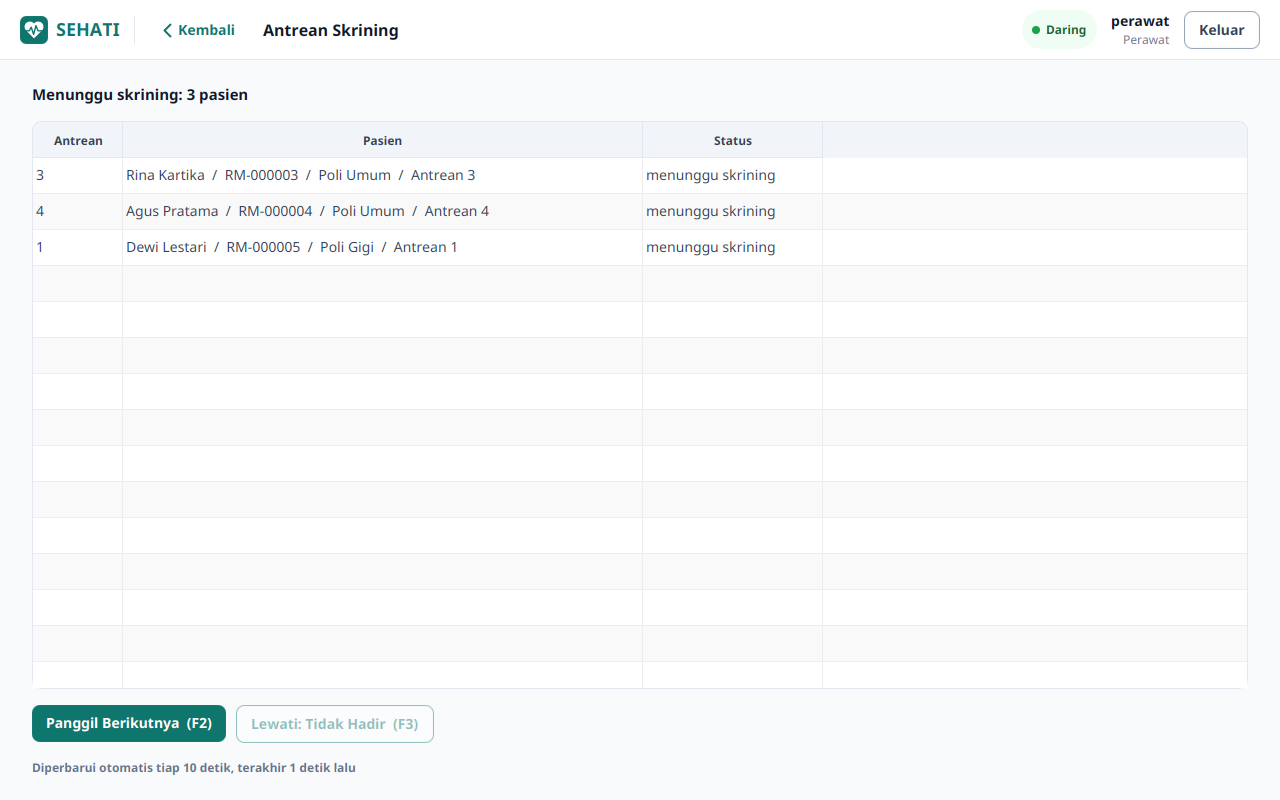 SEHATI
Kembali
Antrean Skrining
Daring
perawat
Perawat
Keluar
Menunggu skrining: 3 pasien
Antrean Pasien Status
3 Rina Kartika / RM-000003 / Poli Umum / Antrean 3 menunggu skrining
4 Agus Pratama / RM-000004 / Poli Umum / Antrean 4 menunggu skrining
1 Dewi Lestari / RM-000005 / Poli Gigi / Antrean 1 menunggu skrining
Panggil Berikutnya (F2)
Lewati: Tidak Hadir (F3)
Diperbarui otomatis tiap 10 detik, terakhir 1 detik lalu